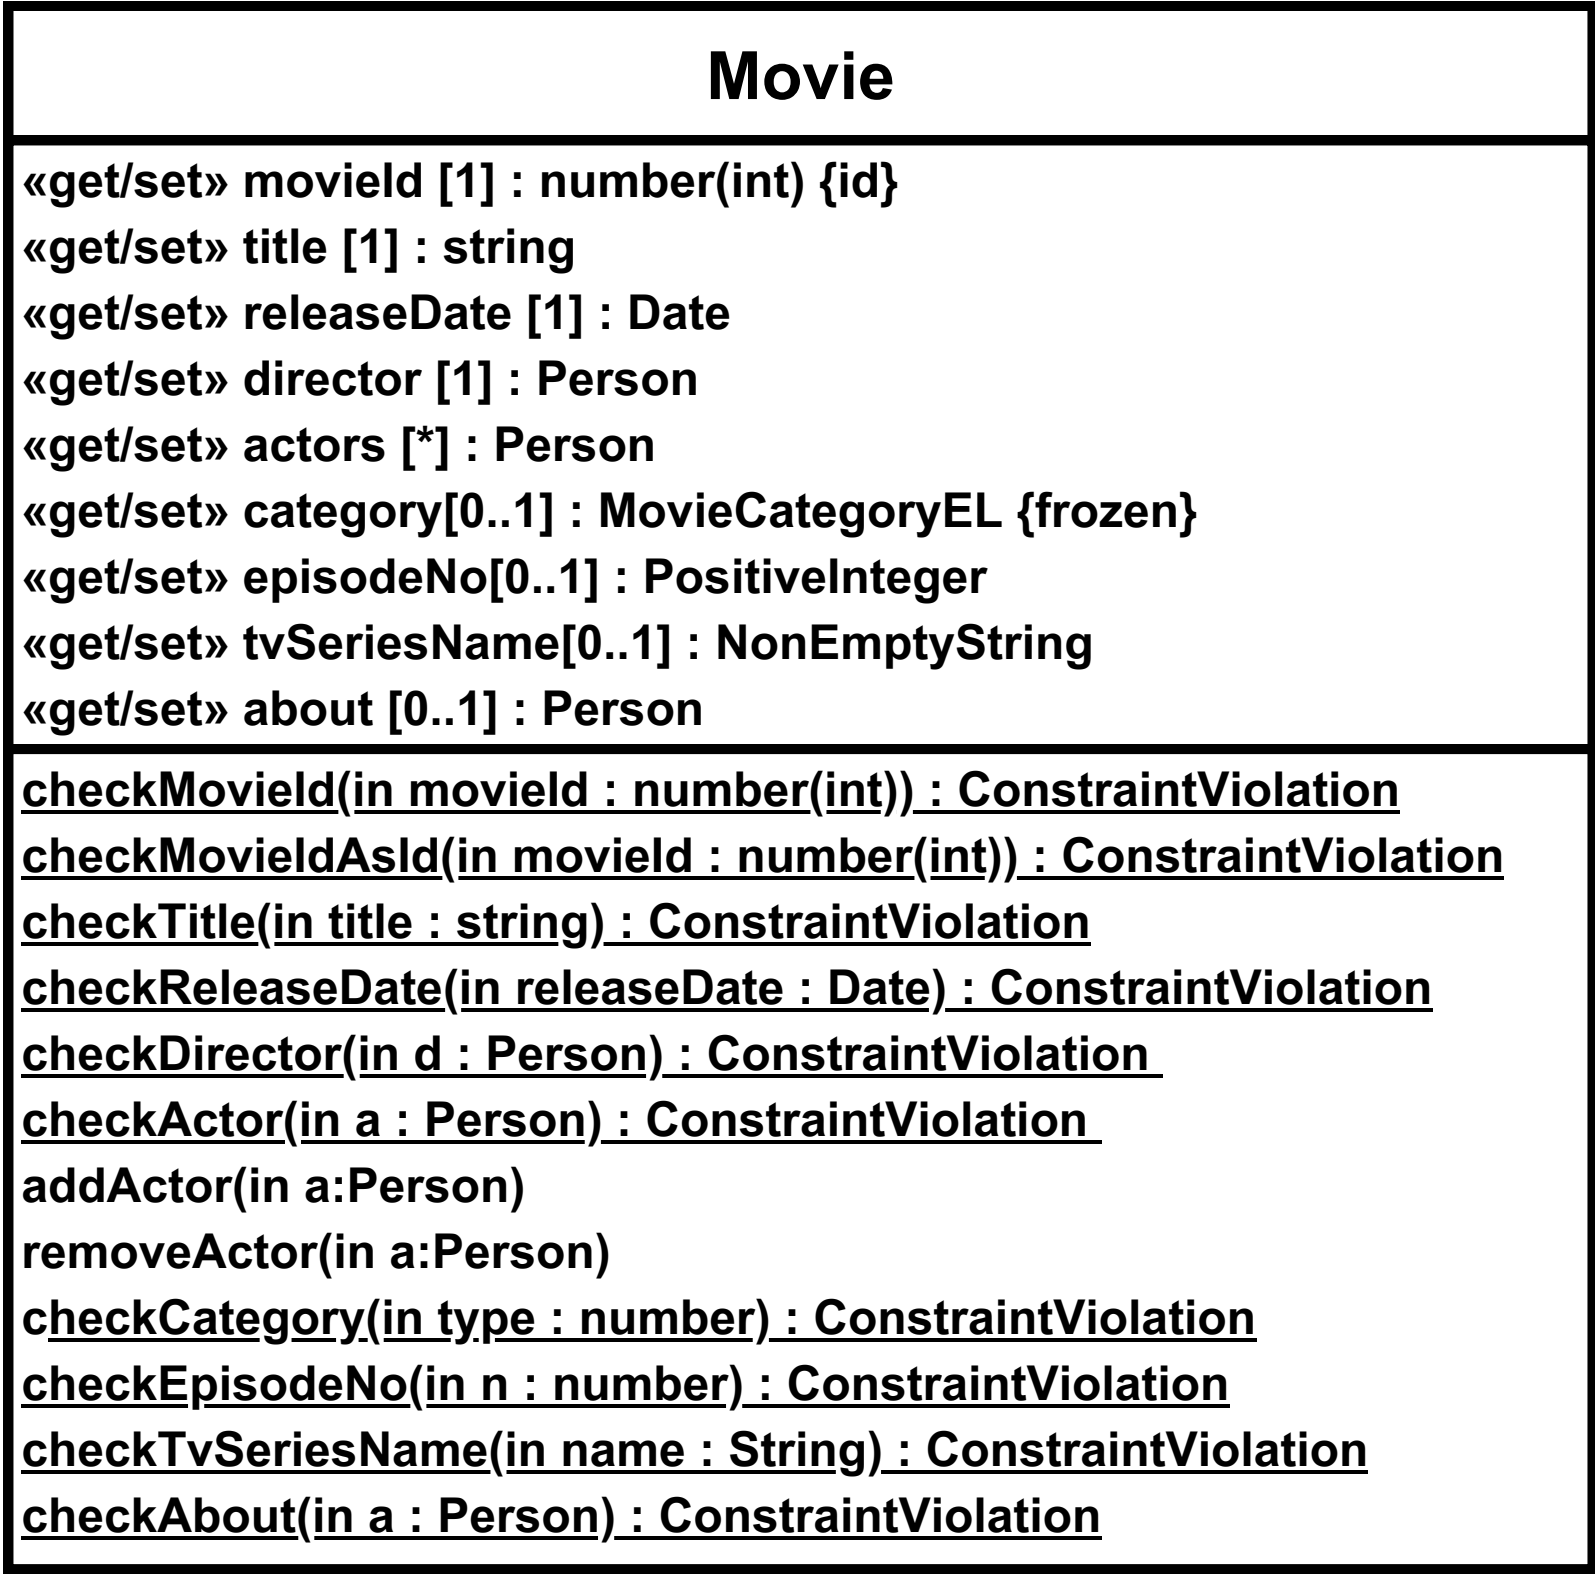 Movie
«get/set» movieId [1] : number(int) {id}
«get/set» title [1] : string
«get/set» releaseDate [1] : Date
«get/set» director [1] : Person
«get/set» actors [*] : Person
«get/set» category[0..1] : MovieCategoryEL {frozen}
«get/set» episodeNo[0..1] : PositiveInteger
«get/set» tvSeriesName[0..1] : NonEmptyString
«get/set» about [0..1] : Person
checkMovieId(in movieId : number(int)) : ConstraintViolation
checkMovieIdAsId(in movieId : number(int)) : ConstraintViolation
checkTitle(in title : string) : ConstraintViolation
checkReleaseDate(in releaseDate : Date) : ConstraintViolation
checkDirector(in d : Person) : ConstraintViolation
checkActor(in a : Person) : ConstraintViolation
addActor(in a:Person)
removeActor(in a:Person)
checkCategory(in type : number) : ConstraintViolation
checkEpisodeNo(in n : number) : ConstraintViolation
checkTvSeriesName(in name : String) : ConstraintViolation
checkAbout(in a : Person) : ConstraintViolation